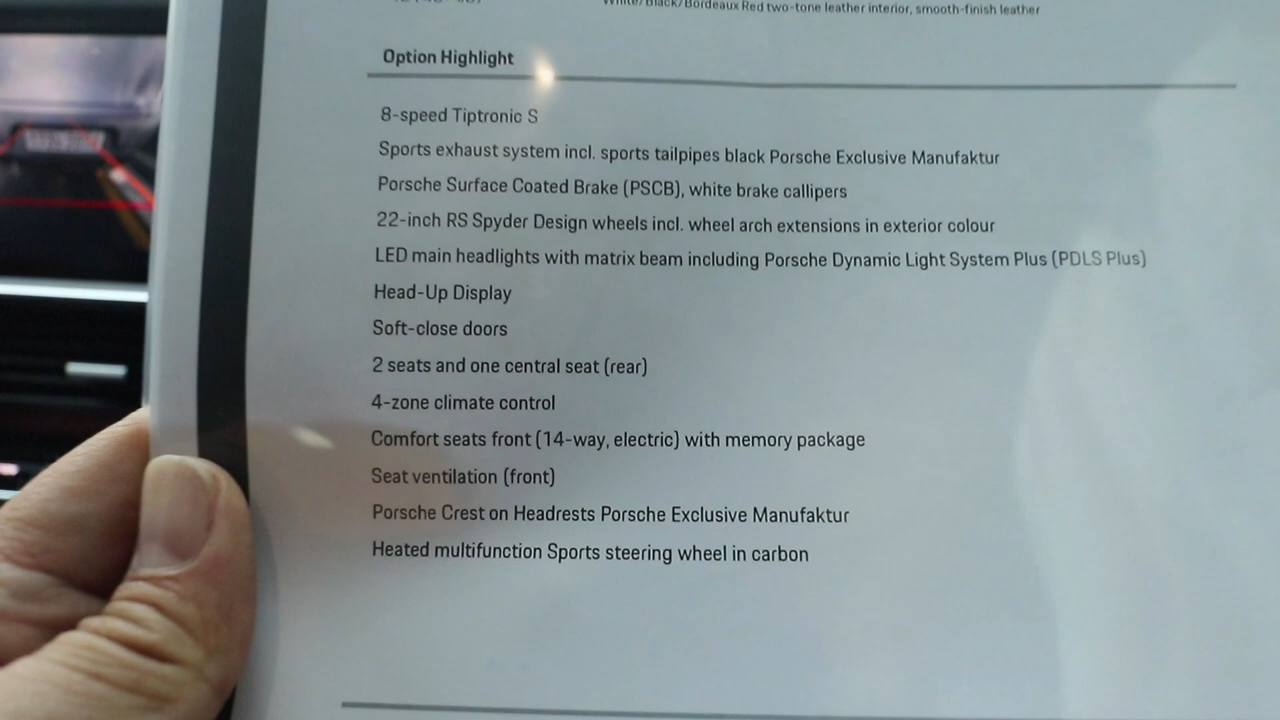 White/Black/Bordeaux Red two-tone leather interior, smooth-finish leather
Option Highlight
8-speed Tiptronic S
Sports exhaust system incl. sports tailpipes black Porsche Exclusive Manufaktur
Porsche Surface Coated Brake (PSCB), white brake callipers
22-inch RS Spyder Design wheels incl. wheel arch extensions in exterior colour
LED main headlights with matrix beam including Porsche Dynamic Light System Plus (PDLS Plus)
Head-Up Display
Soft-close doors
2 seats and one central seat (rear)
4-zone climate control
Comfort seats front (14-way, electric) with memory package
Seat ventilation (front)
Porsche Crest on Headrests Porsche Exclusive Manufaktur
Heated multifunction Sports steering wheel in carbon